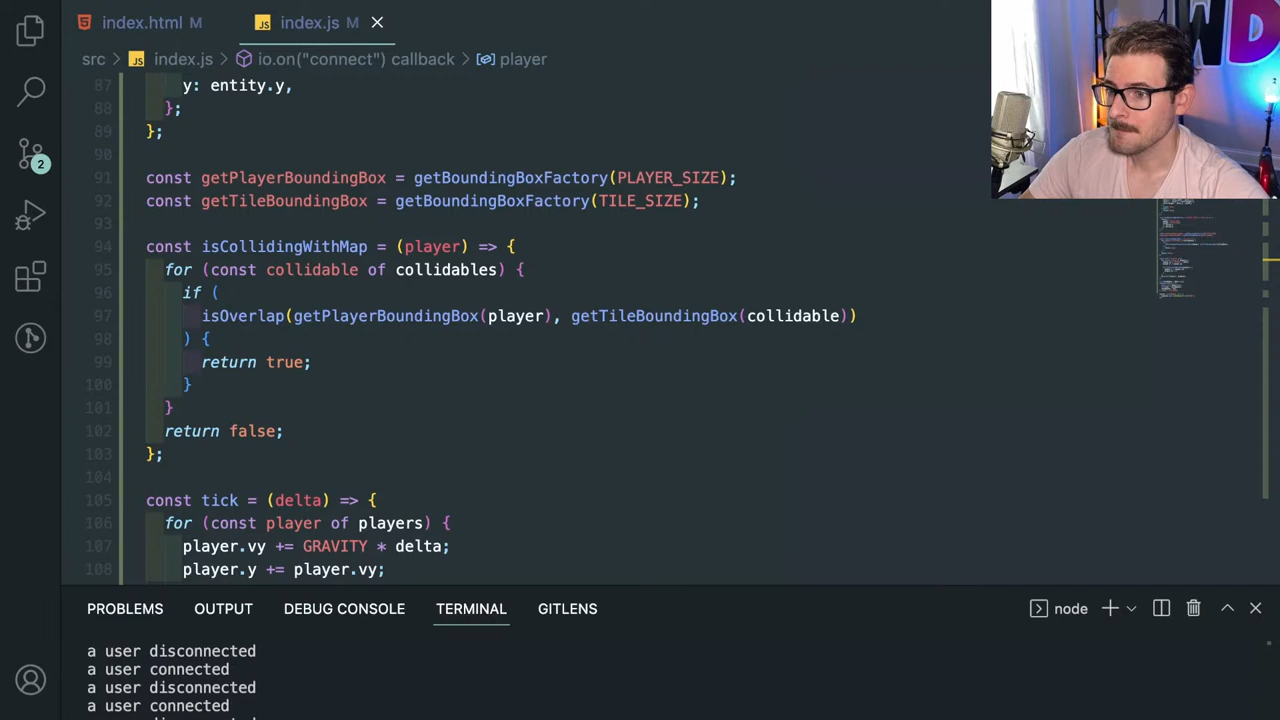 index.html M
index.js M
src > index.js > io.on("connect") callback > player
87 y: entity.y,
88 };
89 };
90
91 const getPlayerBoundingBox = getBoundingBoxFactory(PLAYER_SIZE);
92 const getTileBoundingBox = getBoundingBoxFactory(TILE_SIZE);
93
94 const isCollidingWithMap = (player) => {
95 for (const collidable of collidables) {
96 if (
97 isOverlap(getPlayerBoundingBox(player), getTileBoundingBox(collidable))
98 ) {
99 return true;
100 }
101 }
102 return false;
103 };
104
105 const tick = (delta) => {
106 for (const player of players) {
107 player.vy += GRAVITY * delta;
108 player.y += player.vy;
2
WD
PROBLEMS OUTPUT DEBUG CONSOLE TERMINAL GITLENS node
a user disconnected
a user connected
a user disconnected
a user connected